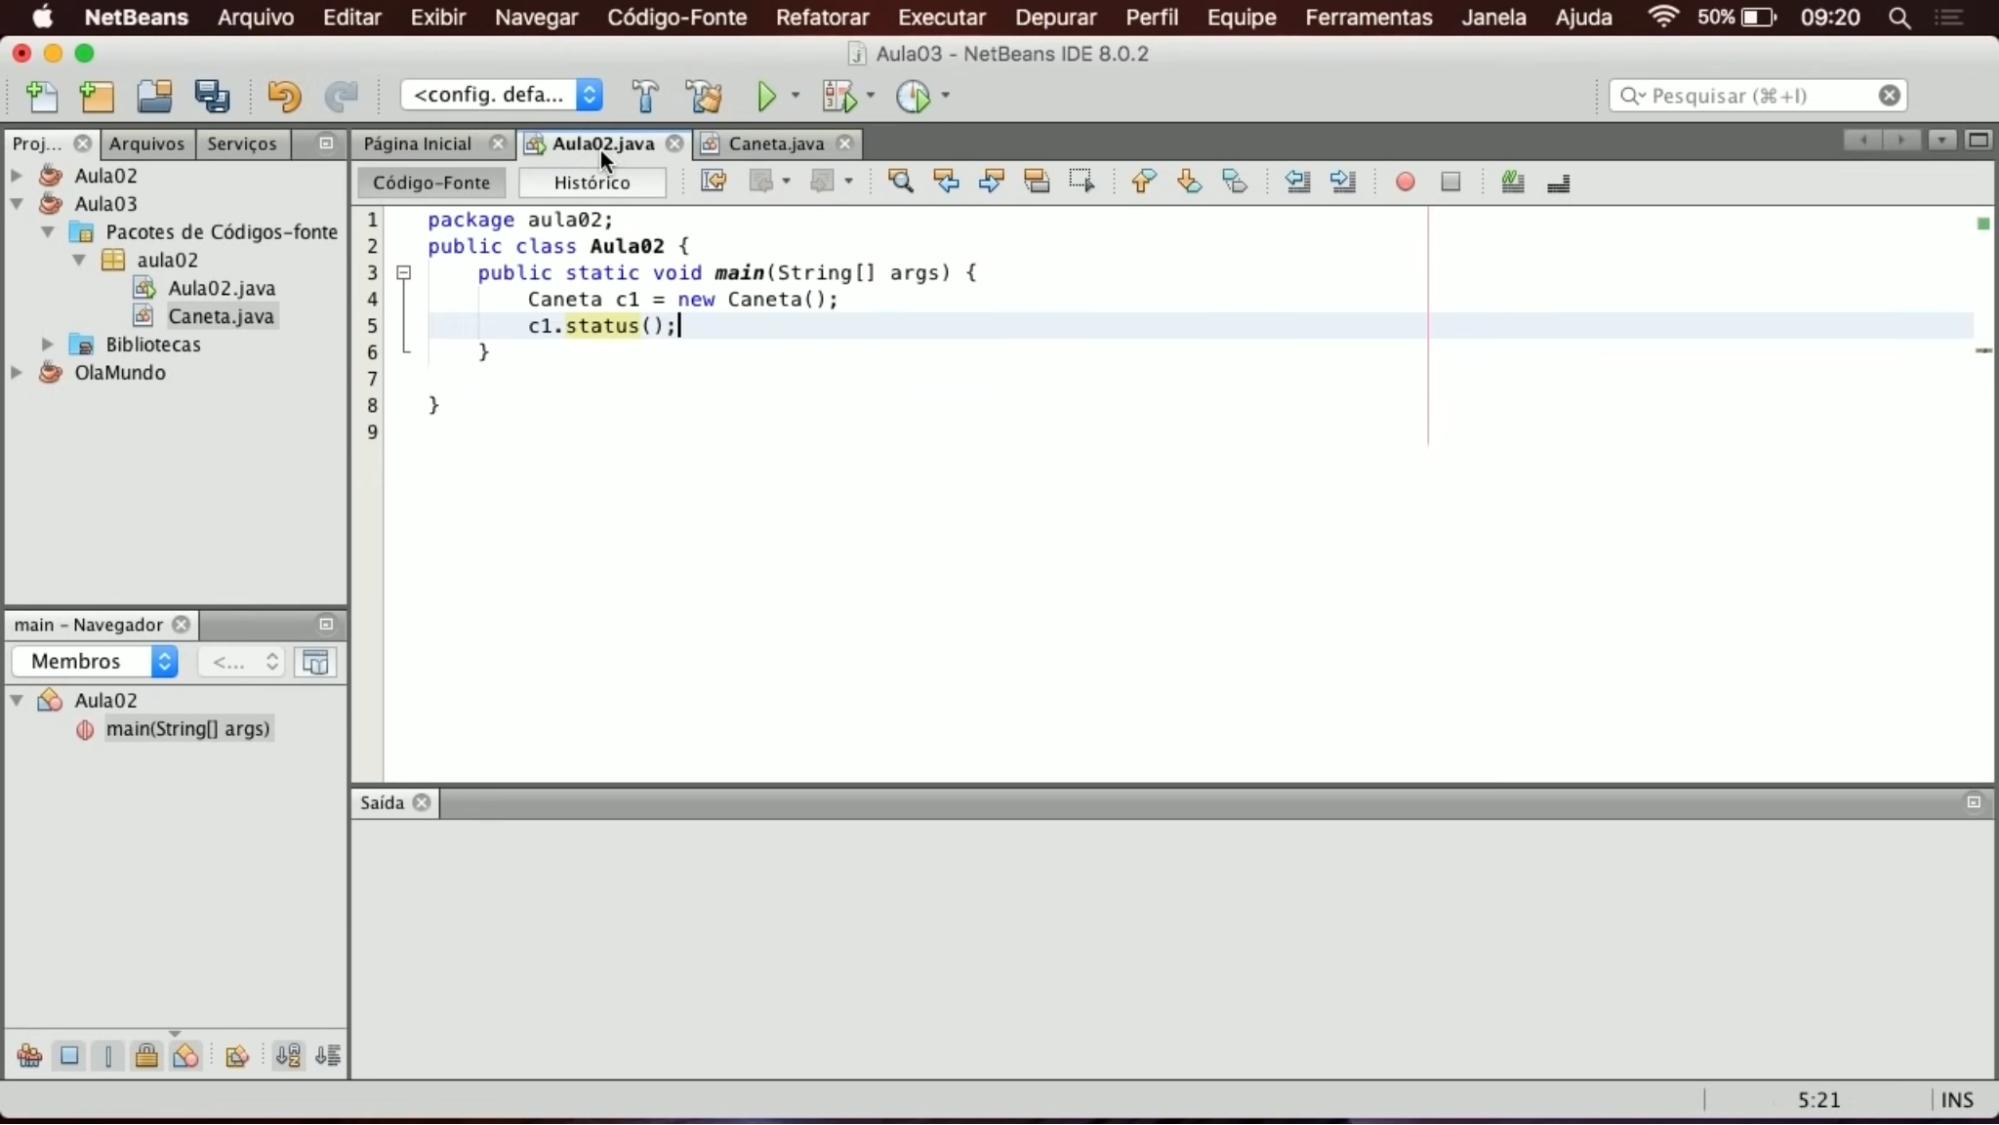 NetBeans Arquivo Editar Exibir Navegar Código-Fonte Refatorar Executar Depurar Perfil Equipe Ferramentas Janela Ajuda 50% 09:20
Aula03 - NetBeans IDE 8.0.2
<config. defa... Pesquisar (⌘+I)
Proj... Arquivos Serviços Página Inicial Aula02.java Caneta.java
Código-Fonte Histórico
Aula02
Aula03
Pacotes de Códigos-fonte
aula02
Aula02.java
Caneta.java
Bibliotecas
OlaMundo
1 package aula02;
2 public class Aula02 {
3 public static void main(String[] args) {
4 Caneta c1 = new Caneta();
5 c1.status();
6 }
7
8 }
9
main - Navegador
Membros <...
Aula02
main(String[] args)
Saída
5:21 INS